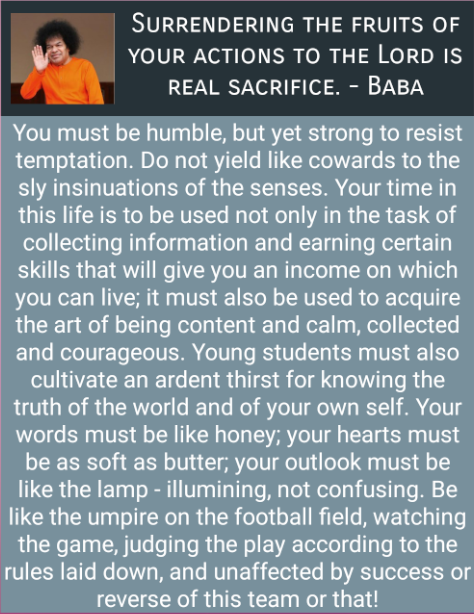 Surrendering the fruits of
your actions to the Lord is
real sacrifice. - Baba
You must be humble, but yet strong to resist
temptation. Do not yield like cowards to the
sly insinuations of the senses. Your time in
this life is to be used not only in the task of
collecting information and earning certain
skills that will give you an income on which
you can live; it must also be used to acquire
the art of being content and calm, collected
and courageous. Young students must also
cultivate an ardent thirst for knowing the
truth of the world and of your own self. Your
words must be like honey; your hearts must
be as soft as butter; your outlook must be
like the lamp - illumining, not confusing. Be
like the umpire on the football field, watching
the game, judging the play according to the
rules laid down, and unaffected by success or
reverse of this team or that!